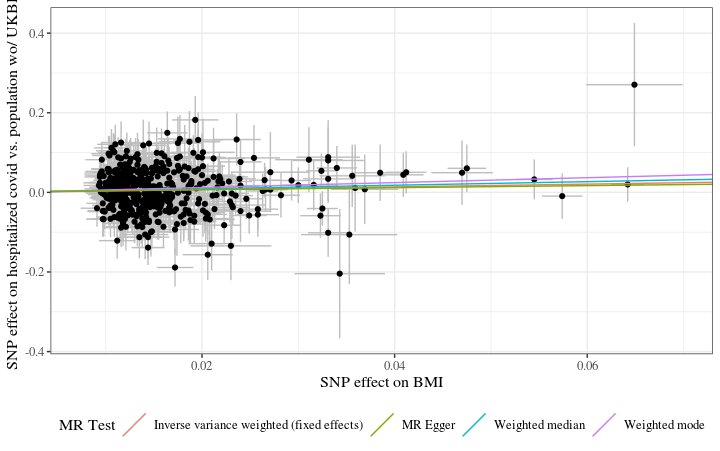 SNP effect on hospitalized covid vs. population wo/ UKBB
0.4
0.2
0.0
-0.2
-0.4
0.02
0.04
0.06
SNP effect on BMI
MR Test
Inverse variance weighted (fixed effects)
MR Egger
Weighted median
Weighted mode